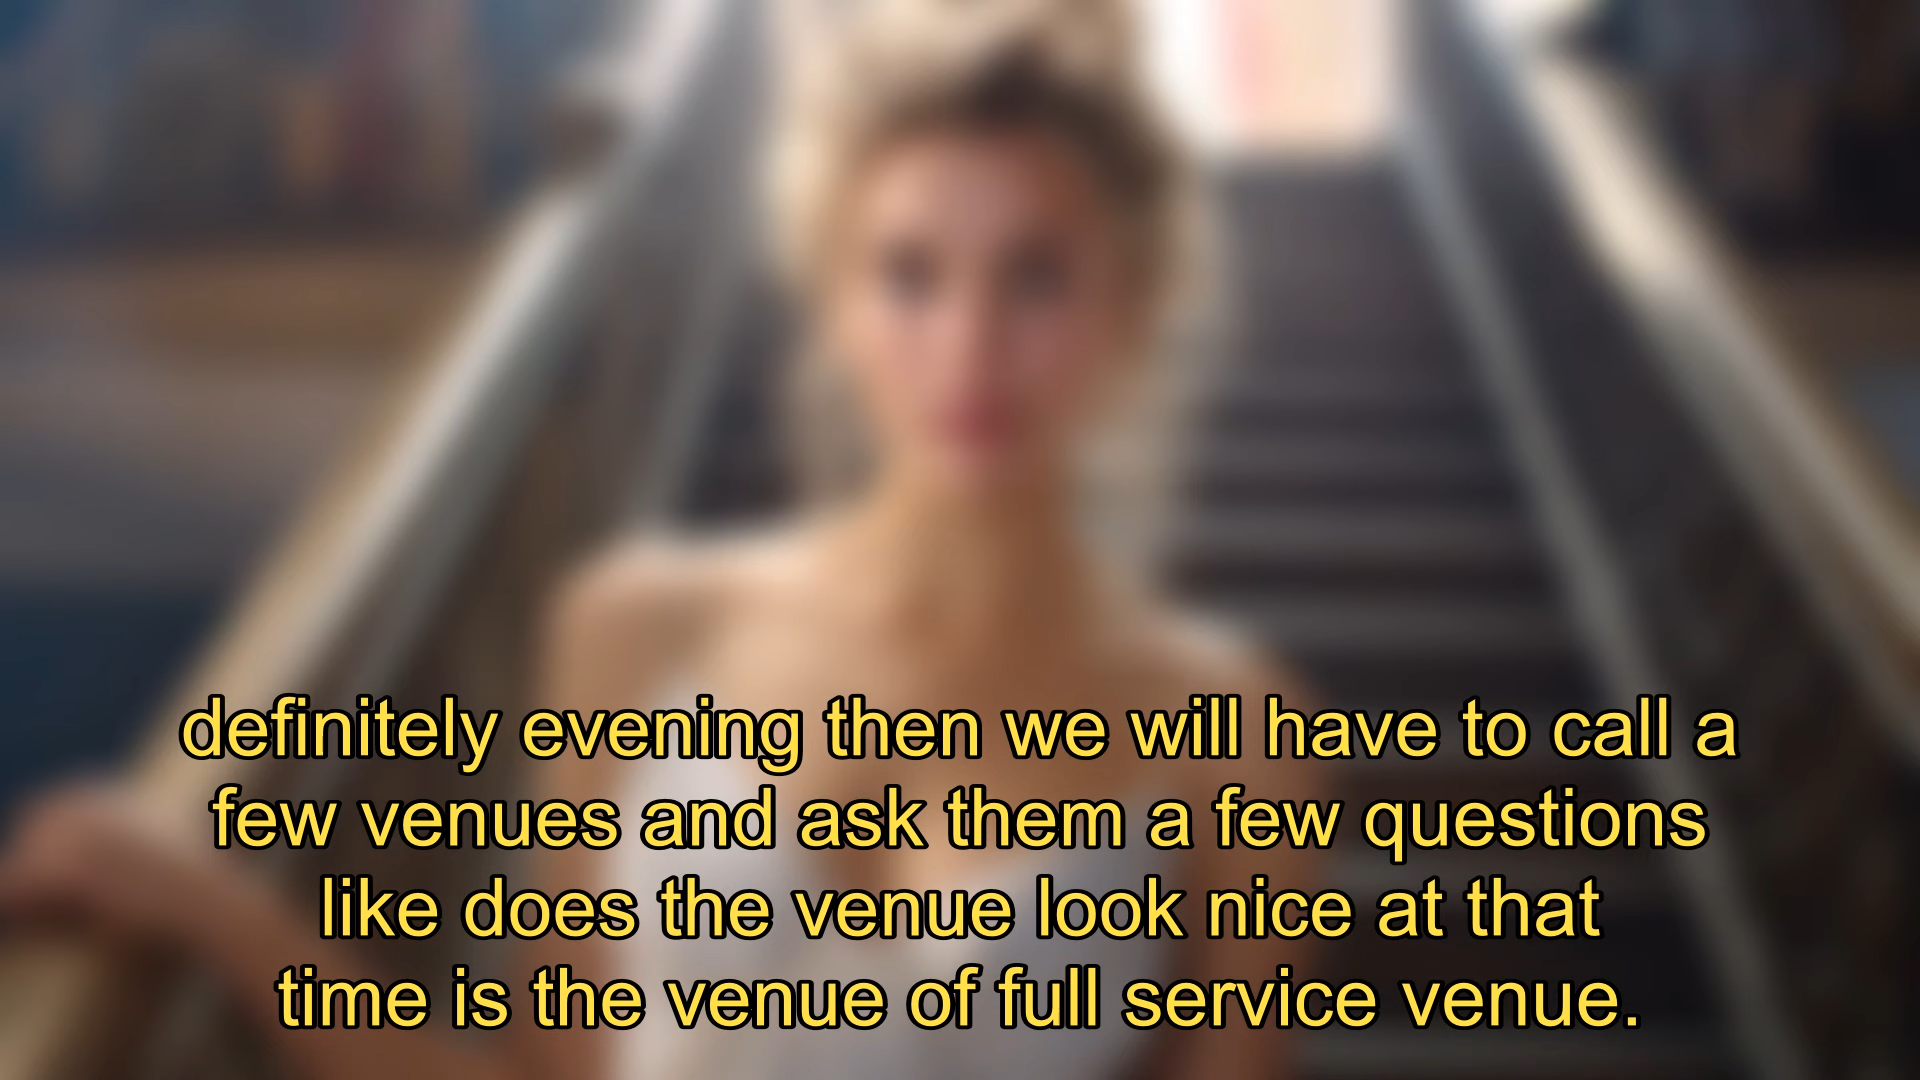 definitely evening then we will have to call a
few venues and ask them a few questions
like does the venue look nice at that
time is the venue of full service venue.